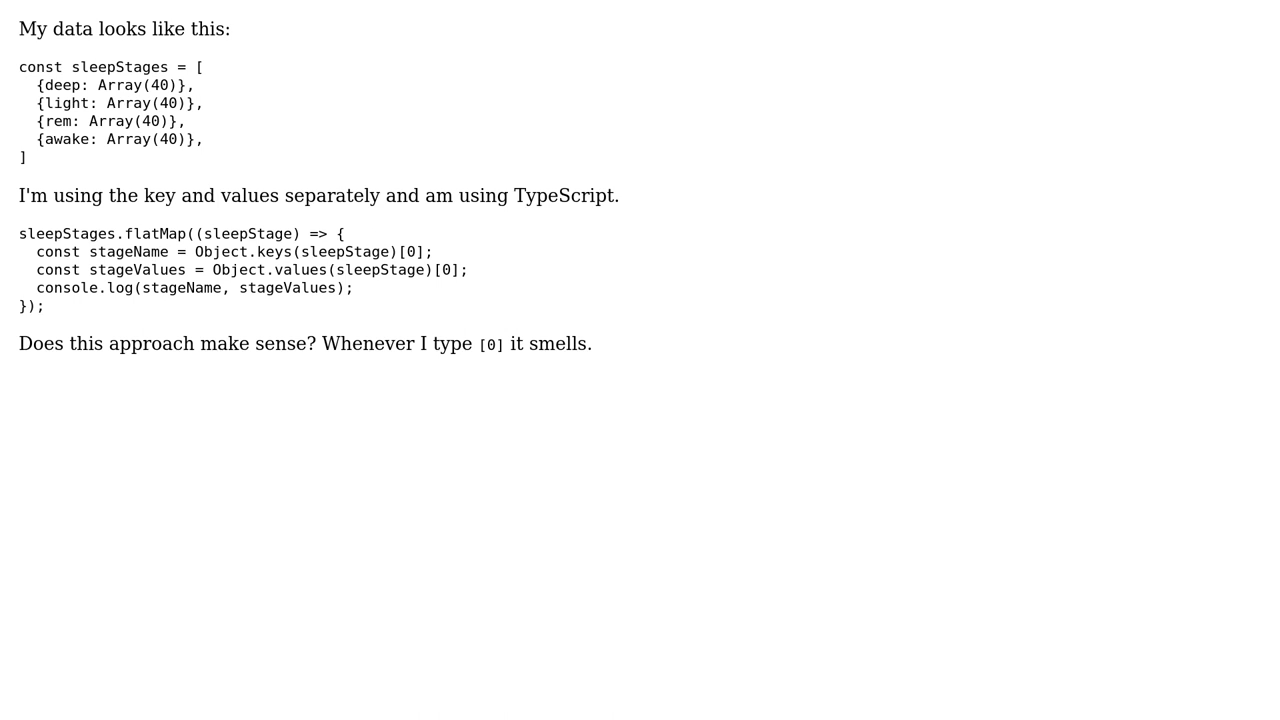 My data looks like this:
const sleepStages = [
  {deep: Array(40)},
  {light: Array(40)},
  {rem: Array(40)},
  {awake: Array(40)},
]
I'm using the key and values separately and am using TypeScript.
sleepStages.flatMap((sleepStage) => {
  const stageName = Object.keys(sleepStage)[0];
  const stageValues = Object.values(sleepStage)[0];
  console.log(stageName, stageValues);
});
Does this approach make sense? Whenever I type [0] it smells.